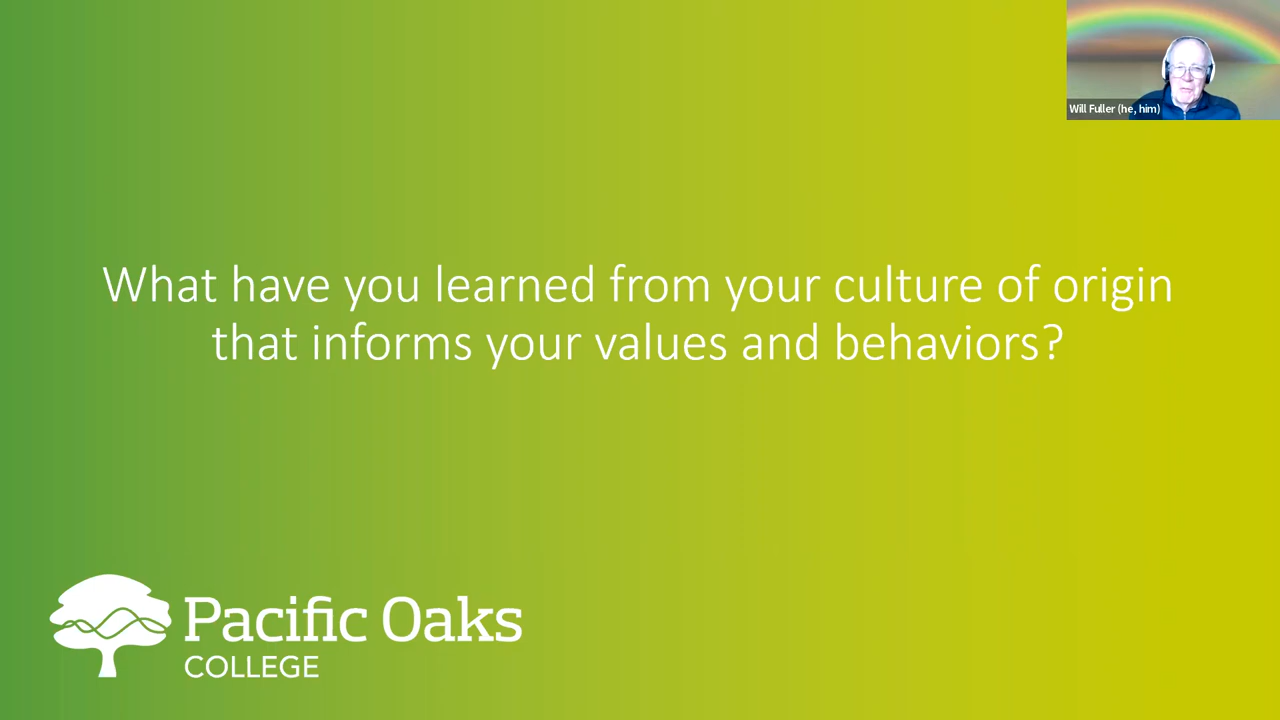 Will Fuller (he, him)
What have you learned from your culture of origin
that informs your values and behaviors?
Pacific Oaks
COLLEGE